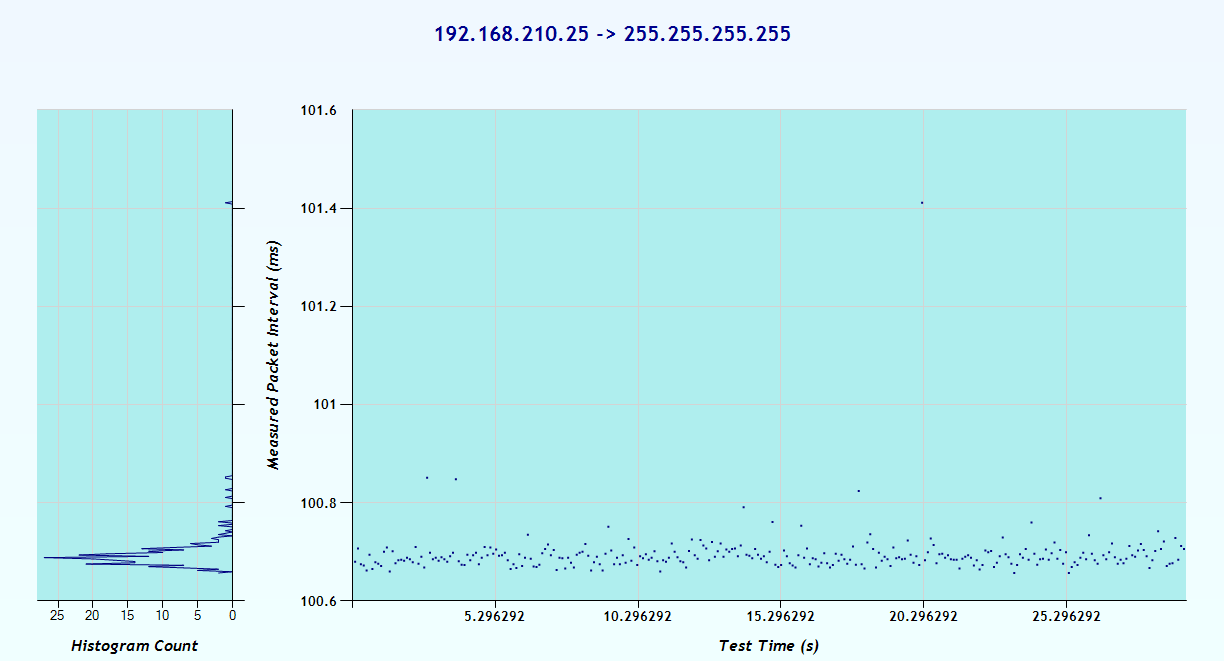 192.168.210.25 -> 255.255.255.255
101.6
101.4
101.2
101
100.8
100.6
Measured Packet Interval (ms)
25 20 15 10 5 0
5.296292 10.296292 15.296292 20.296292 25.296292
Histogram Count
Test Time (s)